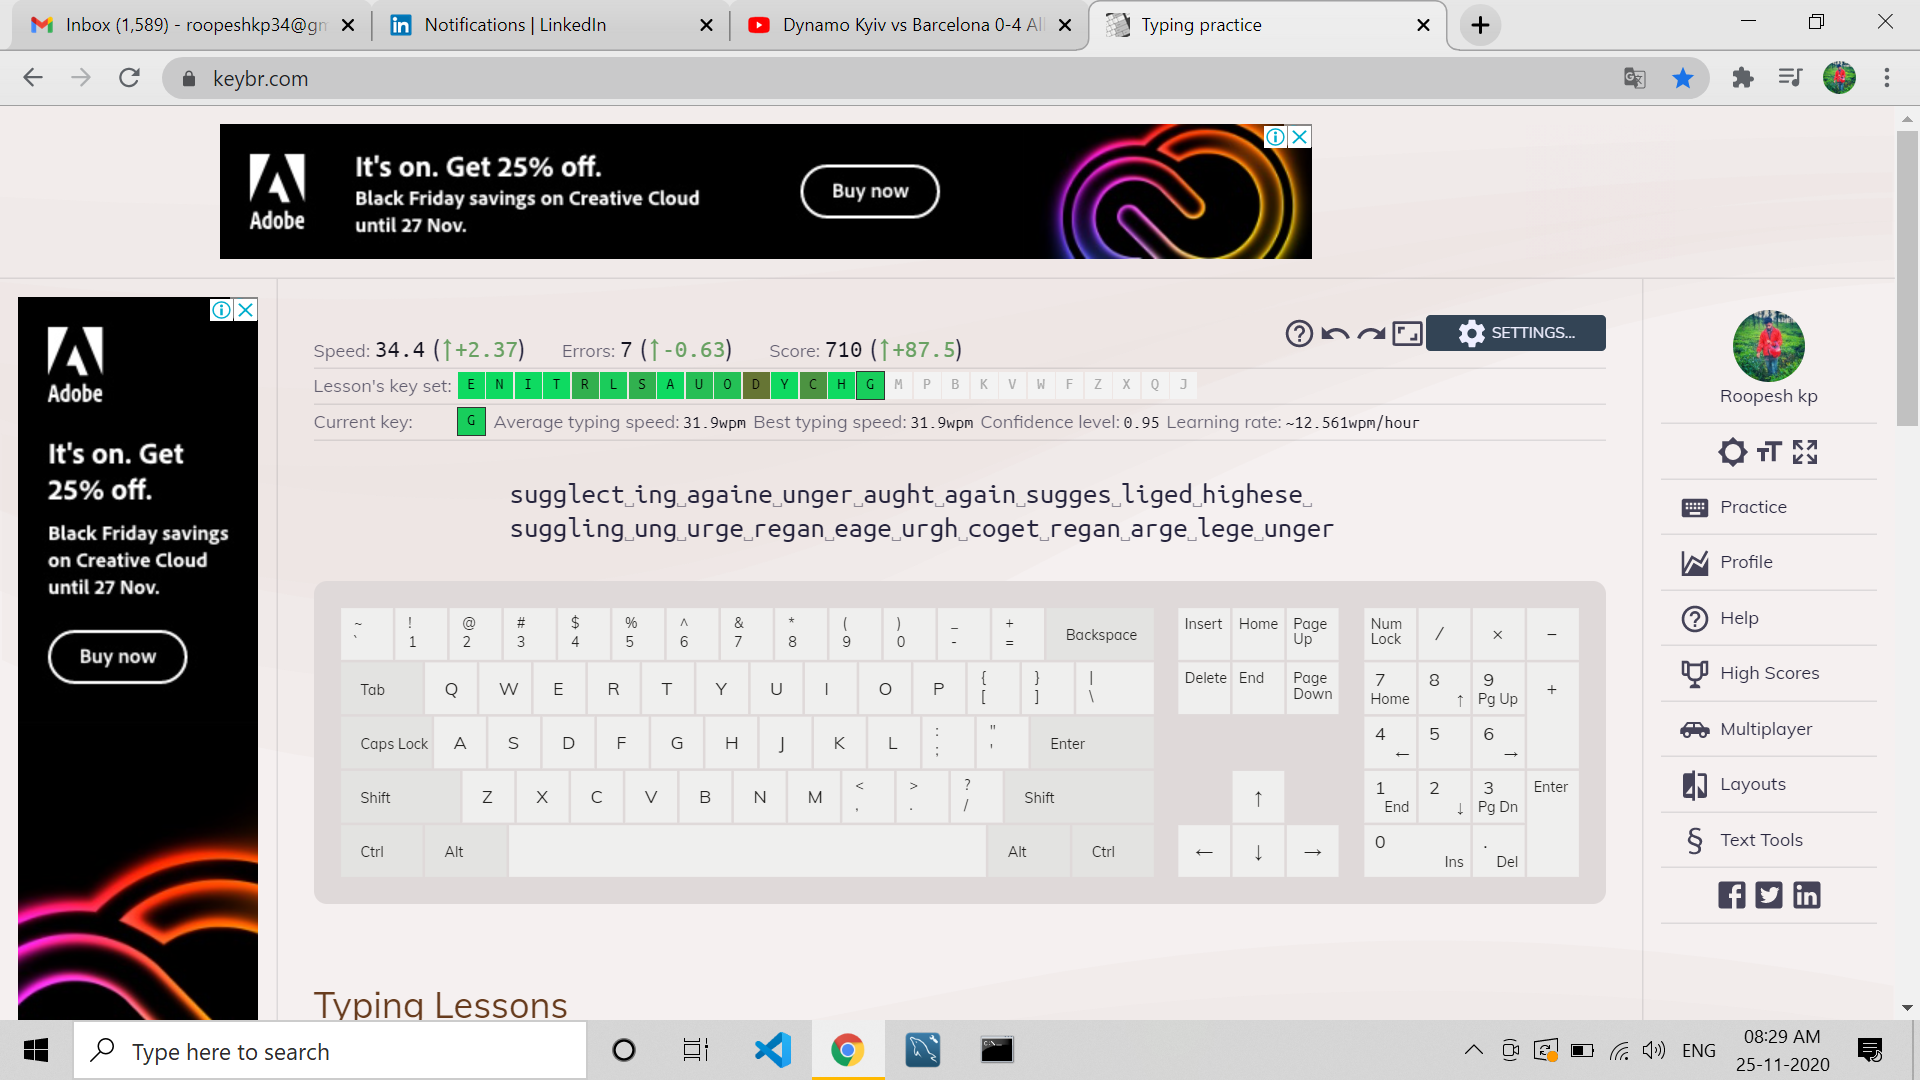 Inbox (1,589) - roopeshkp34@gm
Notifications | LinkedIn
Dynamo Kyiv vs Barcelona 0-4 All
Typing practice
keybr.com
It's on. Get 25% off.
Black Friday savings on Creative Cloud
until 27 Nov.
Adobe
Buy now
Adobe
It's on. Get
25% off.
Black Friday savings
on Creative Cloud
until 27 Nov.
Buy now
Speed: 34.4 (↑+2.37) Errors: 7 (↑-0.63) Score: 710 (↑+87.5)
SETTINGS...
Lesson's key set: E N I T R L S A U O D Y C H G M P B K V W F Z X Q J
Current key: G Average typing speed: 31.9wpm Best typing speed: 31.9wpm Confidence level: 0.95 Learning rate: ~12.561wpm/hour
sugglect␣ing␣againe␣unger␣aught␣again␣sugges␣liged␣highese␣
suggling␣ung␣urge␣regan␣eage␣urgh␣coget␣regan␣arge␣lege␣unger
~ ! @ # $ % ^ & * ( ) _ +
` 1 2 3 4 5 6 7 8 9 0 - = Backspace
Tab Q W E R T Y U I O P { [ } ] | \
Caps Lock A S D F G H J K L : ; " ' Enter
Shift Z X C V B N M < , > . ? / Shift
Ctrl Alt Alt Ctrl
Insert Home Page Up
Delete End Page Down
↑
← ↓ →
Num Lock / × −
7 Home 8 ↑ 9 Pg Up +
4 ← 5 6 →
1 End 2 ↓ 3 Pg Dn Enter
0 Ins . Del
Typing Lessons
Roopesh kp
Practice
Profile
Help
High Scores
Multiplayer
Layouts
§ Text Tools
Type here to search
ENG
08:29 AM
25-11-2020